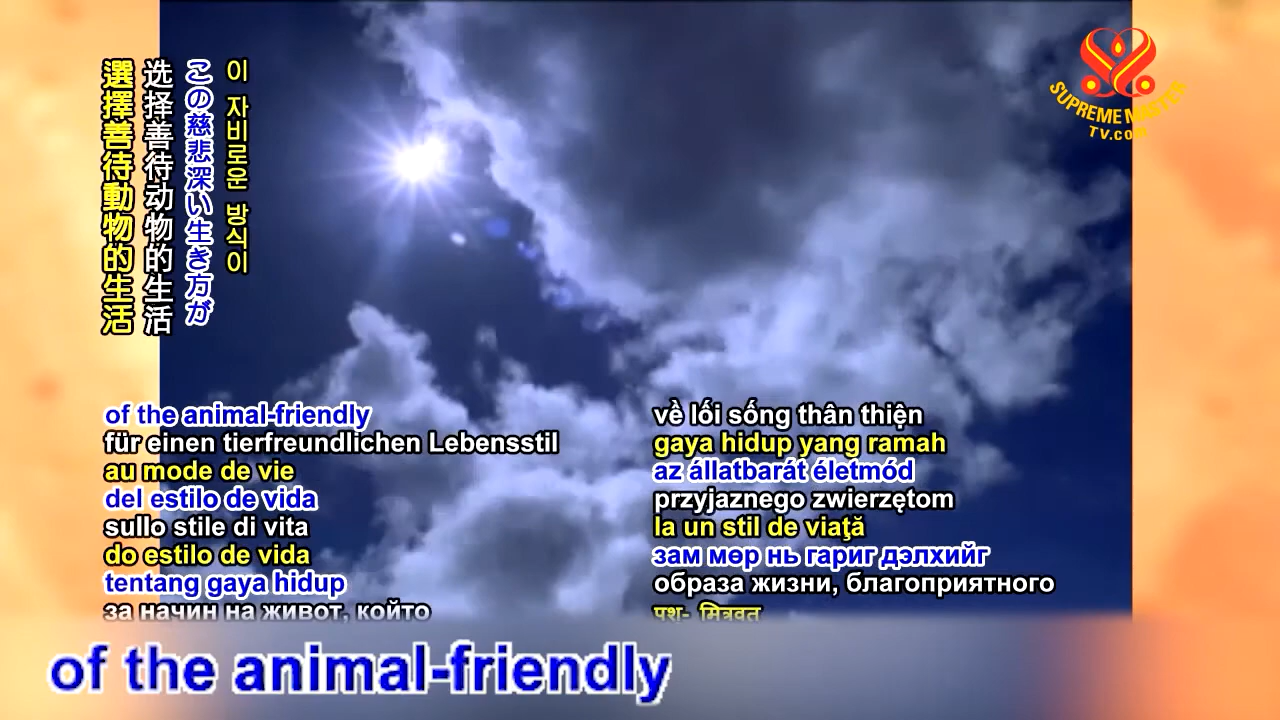 選擇善待動物的生活
选择善待动物的生活
この慈悲深い生き方が
이 자비로운 방식이
SUPREME MASTER
TV.COM
of the animal-friendly
für einen tierfreundlichen Lebensstil
au mode de vie
del estilo de vida
sullo stile di vita
do estilo de vida
tentang gaya hidup
за начин на живот, който
về lối sống thân thiện
gaya hidup yang ramah
az állatbarát életmód
przyjaznego zwierzętom
la un stil de viaţă
зам мөр нь гариг дэлхийг
образа жизни, благоприятного
पशु- मित्रवत
of the animal-friendly